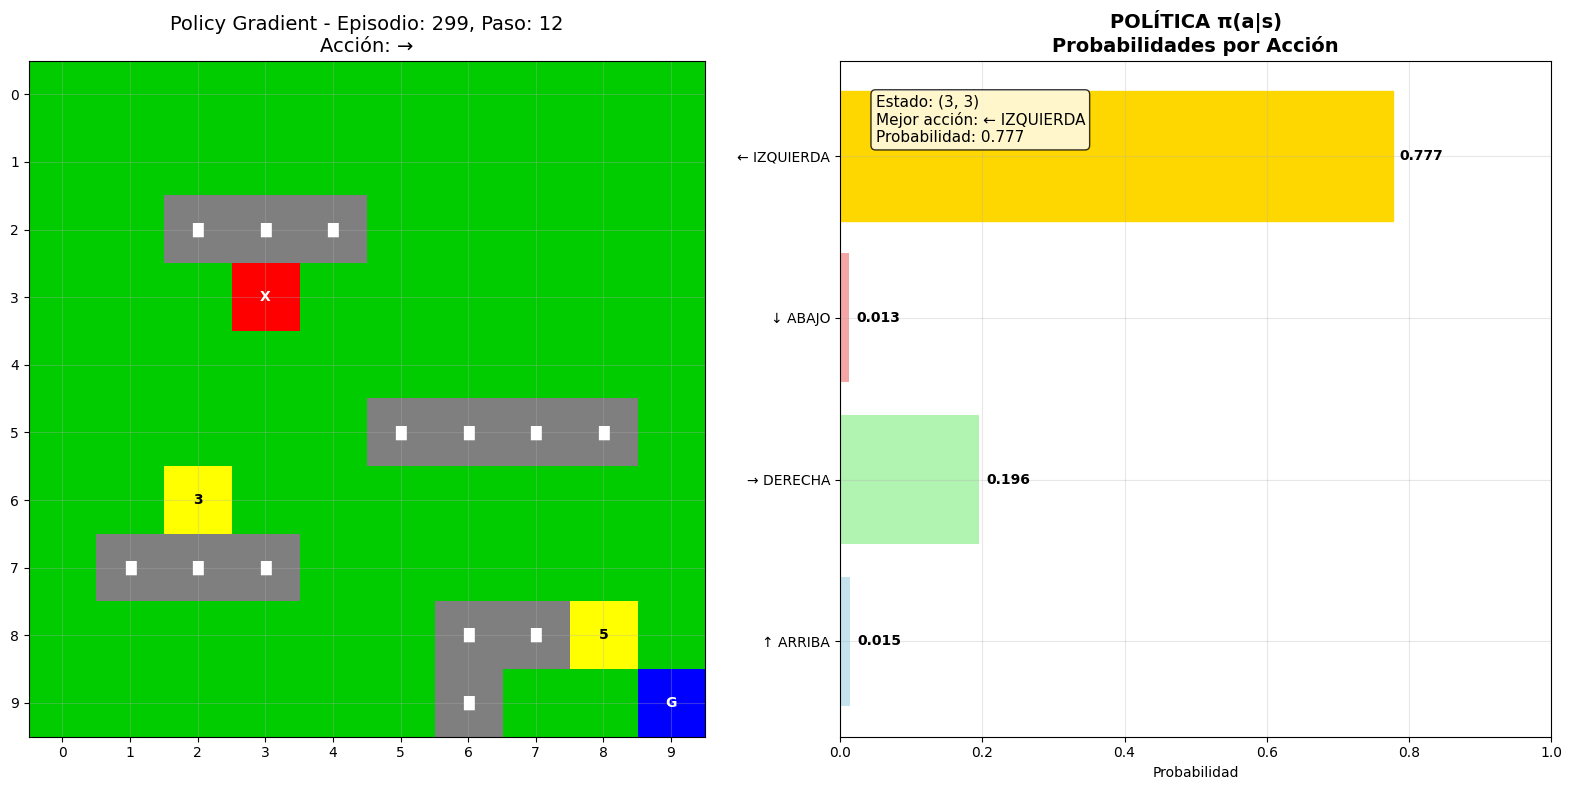 Policy Gradient - Episodio: 299, Paso: 12
Acción: →
0
1
2
3
4
5
6
7
8
9
X
3
5
G
0 1 2 3 4 5 6 7 8 9
POLÍTICA π(a|s)
Probabilidades por Acción
Estado: (3, 3)
Mejor acción: ← IZQUIERDA
Probabilidad: 0.777
← IZQUIERDA
0.777
↓ ABAJO
0.013
→ DERECHA
0.196
↑ ARRIBA
0.015
0.0 0.2 0.4 0.6 0.8 1.0
Probabilidad